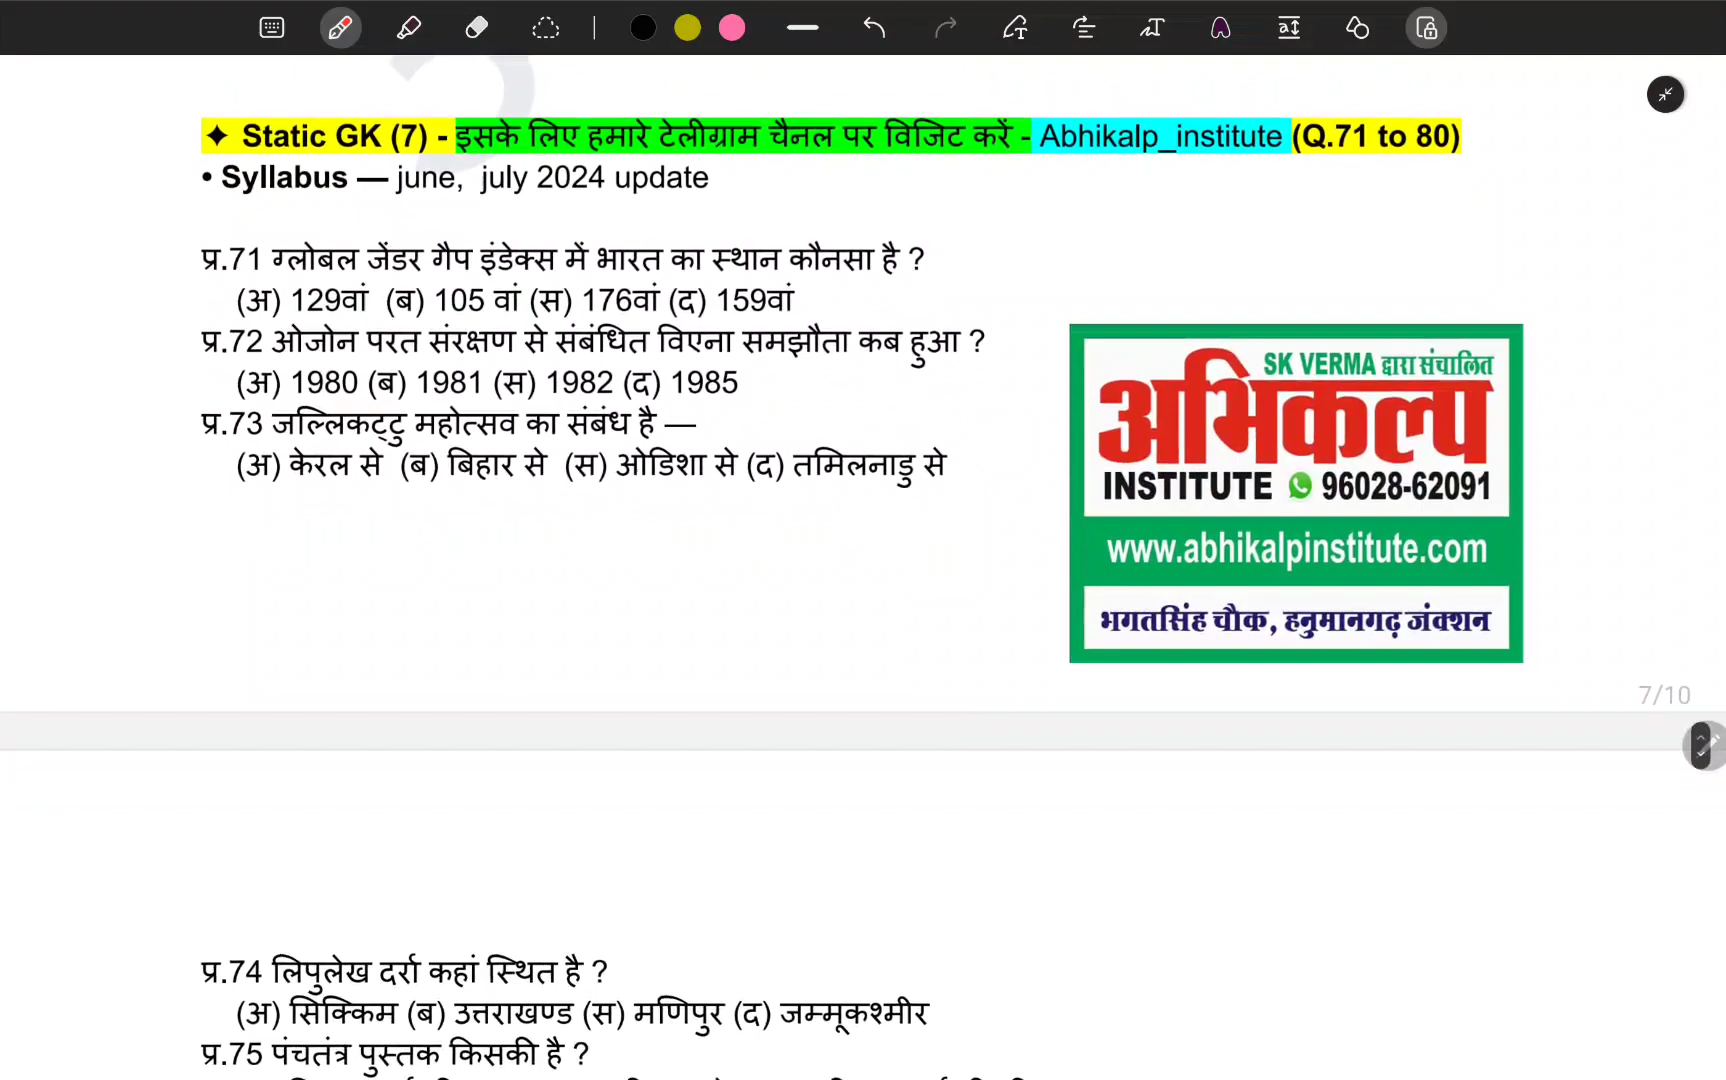 ✦ Static GK (7) - इसके लिए हमारे टेलीग्राम चैनल पर विजिट करें - Abhikalp_institute (Q.71 to 80)
• Syllabus — june, july 2024 update
प्र.71 ग्लोबल जेंडर गैप इंडेक्स में भारत का स्थान कौनसा है ?
(अ) 129वां (ब) 105 वां (स) 176वां (द) 159वां
प्र.72 ओजोन परत संरक्षण से संबंधित विएना समझौता कब हुआ ?
(अ) 1980 (ब) 1981 (स) 1982 (द) 1985
प्र.73 जल्लिकट्टु महोत्सव का संबंध है —
(अ) केरल से (ब) बिहार से (स) ओडिशा से (द) तमिलनाडु से
SK VERMA द्वारा संचालित
अभिकल्प
INSTITUTE 96028-62091
www.abhikalpinstitute.com
भगतसिंह चौक, हनुमानगढ़ जंक्शन
7/10
प्र.74 लिपुलेख दर्रा कहां स्थित है ?
(अ) सिक्किम (ब) उत्तराखण्ड (स) मणिपुर (द) जम्मूकश्मीर
प्र.75 पंचतंत्र पुस्तक किसकी है ?